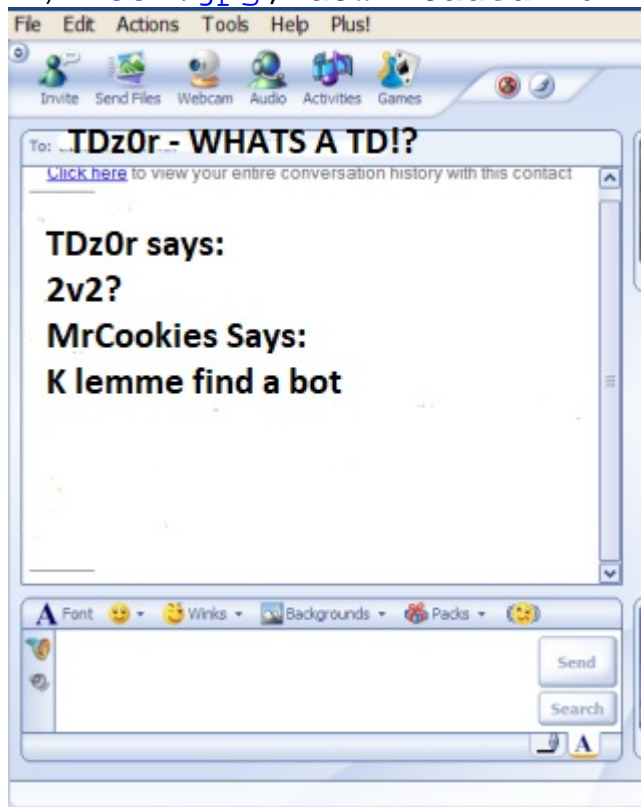 File Edit Actions Tools Help Plus!
Invite Send Files Webcam Audio Activities Games
To: TDz0r - WHATS A TD!?
Click here to view your entire conversation history with this contact
TDz0r says:
2v2?
MrCookies Says:
K lemme find a bot
A Font Winks Backgrounds Packs
Send
Search
A